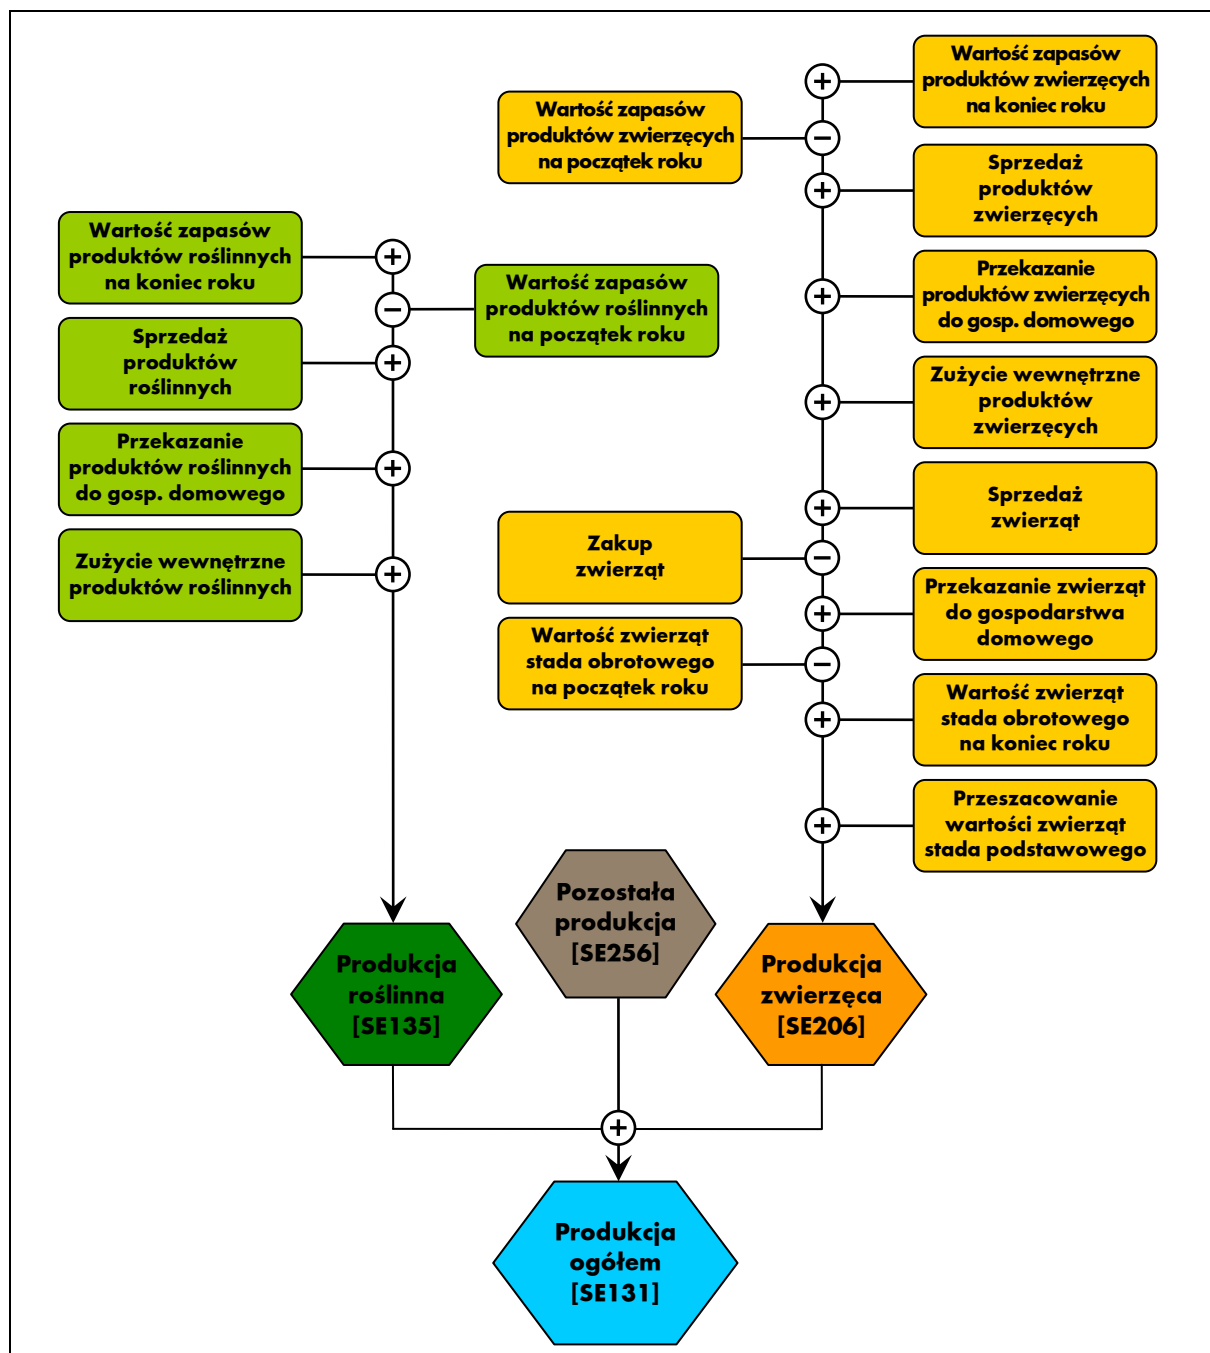 Wartość zapasów
produktów zwierzęcych
na koniec roku
Wartość zapasów
produktów zwierzęcych
na początek roku
Sprzedaż
produktów
zwierzęcych
Wartość zapasów
produktów roślinnych
na koniec roku
Przekazanie
produktów zwierzęcych
do gosp. domowego
Wartość zapasów
produktów roślinnych
na początek roku
Sprzedaż
produktów
roślinnych
Zużycie wewnętrzne
produktów
zwierzęcych
Przekazanie
produktów roślinnych
do gosp. domowego
Sprzedaż
zwierząt
Zakup
zwierząt
Zużycie wewnętrzne
produktów roślinnych
Przekazanie zwierząt
do gospodarstwa
domowego
Wartość zwierząt
stada obrotowego
na początek roku
Wartość zwierząt
stada obrotowego
na koniec roku
Przeszacowanie
wartości zwierząt
stada podstawowego
Pozostała
produkcja
[SE256]
Produkcja
roślinna
[SE135]
Produkcja
zwierzęca
[SE206]
Produkcja
ogółem
[SE131]